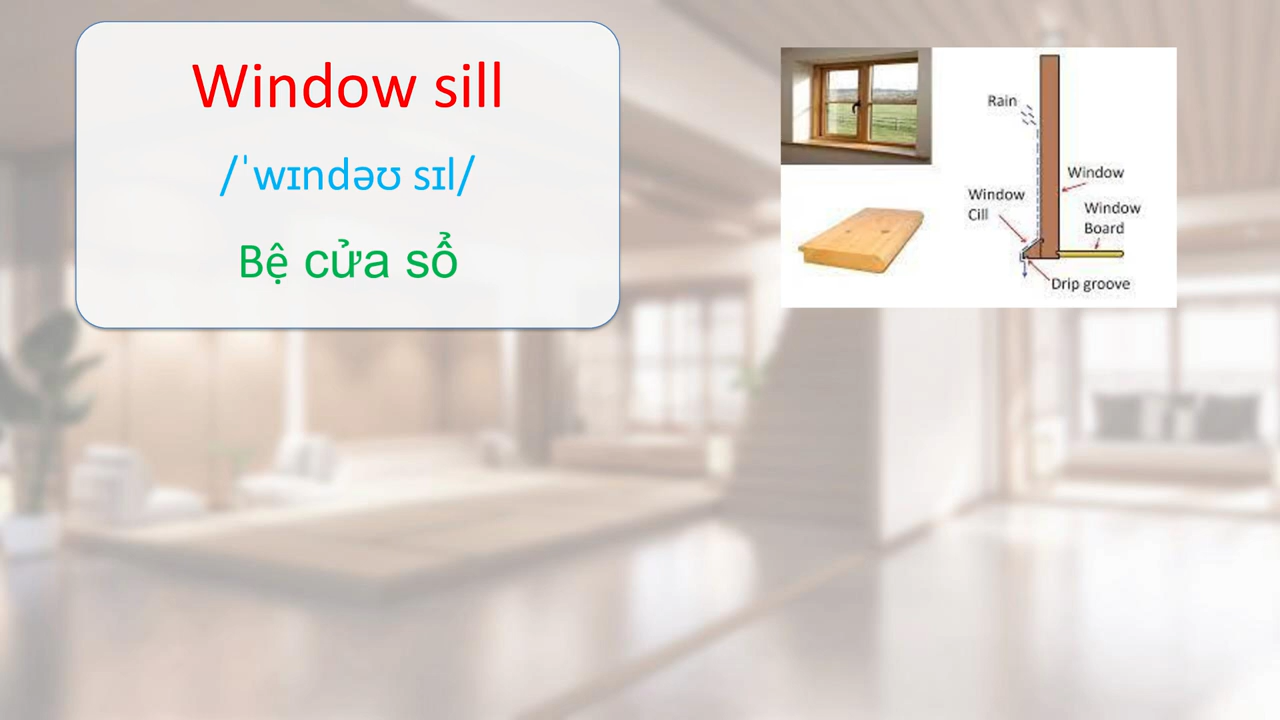 Window sill
/ˈwɪndəʊ sɪl/
Bệ cửa sổ
Rain
Window
Window
Cill
Window
Board
Drip groove